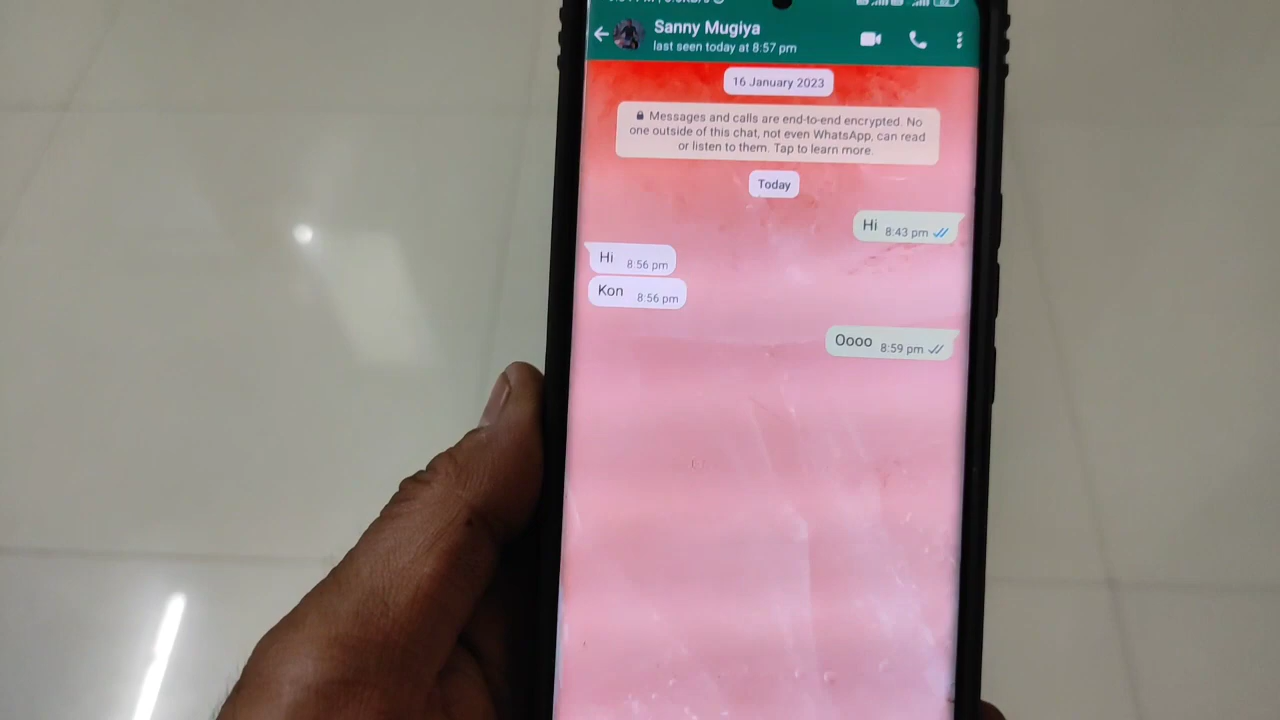 Sanny Mugiya
last seen today at 8:57 pm
16 January 2023
Messages and calls are end-to-end encrypted. No
one outside of this chat, not even WhatsApp, can read
or listen to them. Tap to learn more.
Today
Hi 8:43 pm
Hi 8:56 pm
Kon 8:56 pm
Oooo 8:59 pm